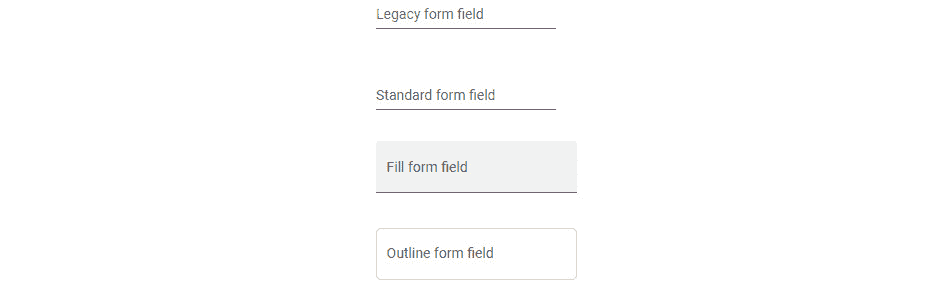 Legacy form field
Standard form field
Fill form field
Outline form field